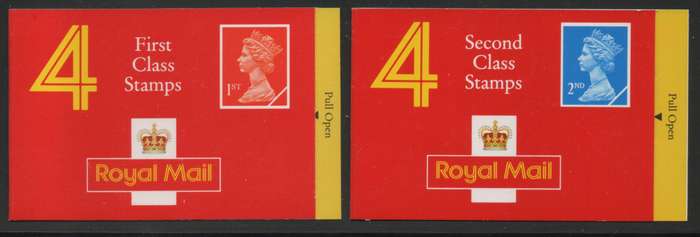 4
First
Class
Stamps
1ST
Royal Mail
Pull Open
4
Second
Class
Stamps
2ND
Royal Mail
Pull Open